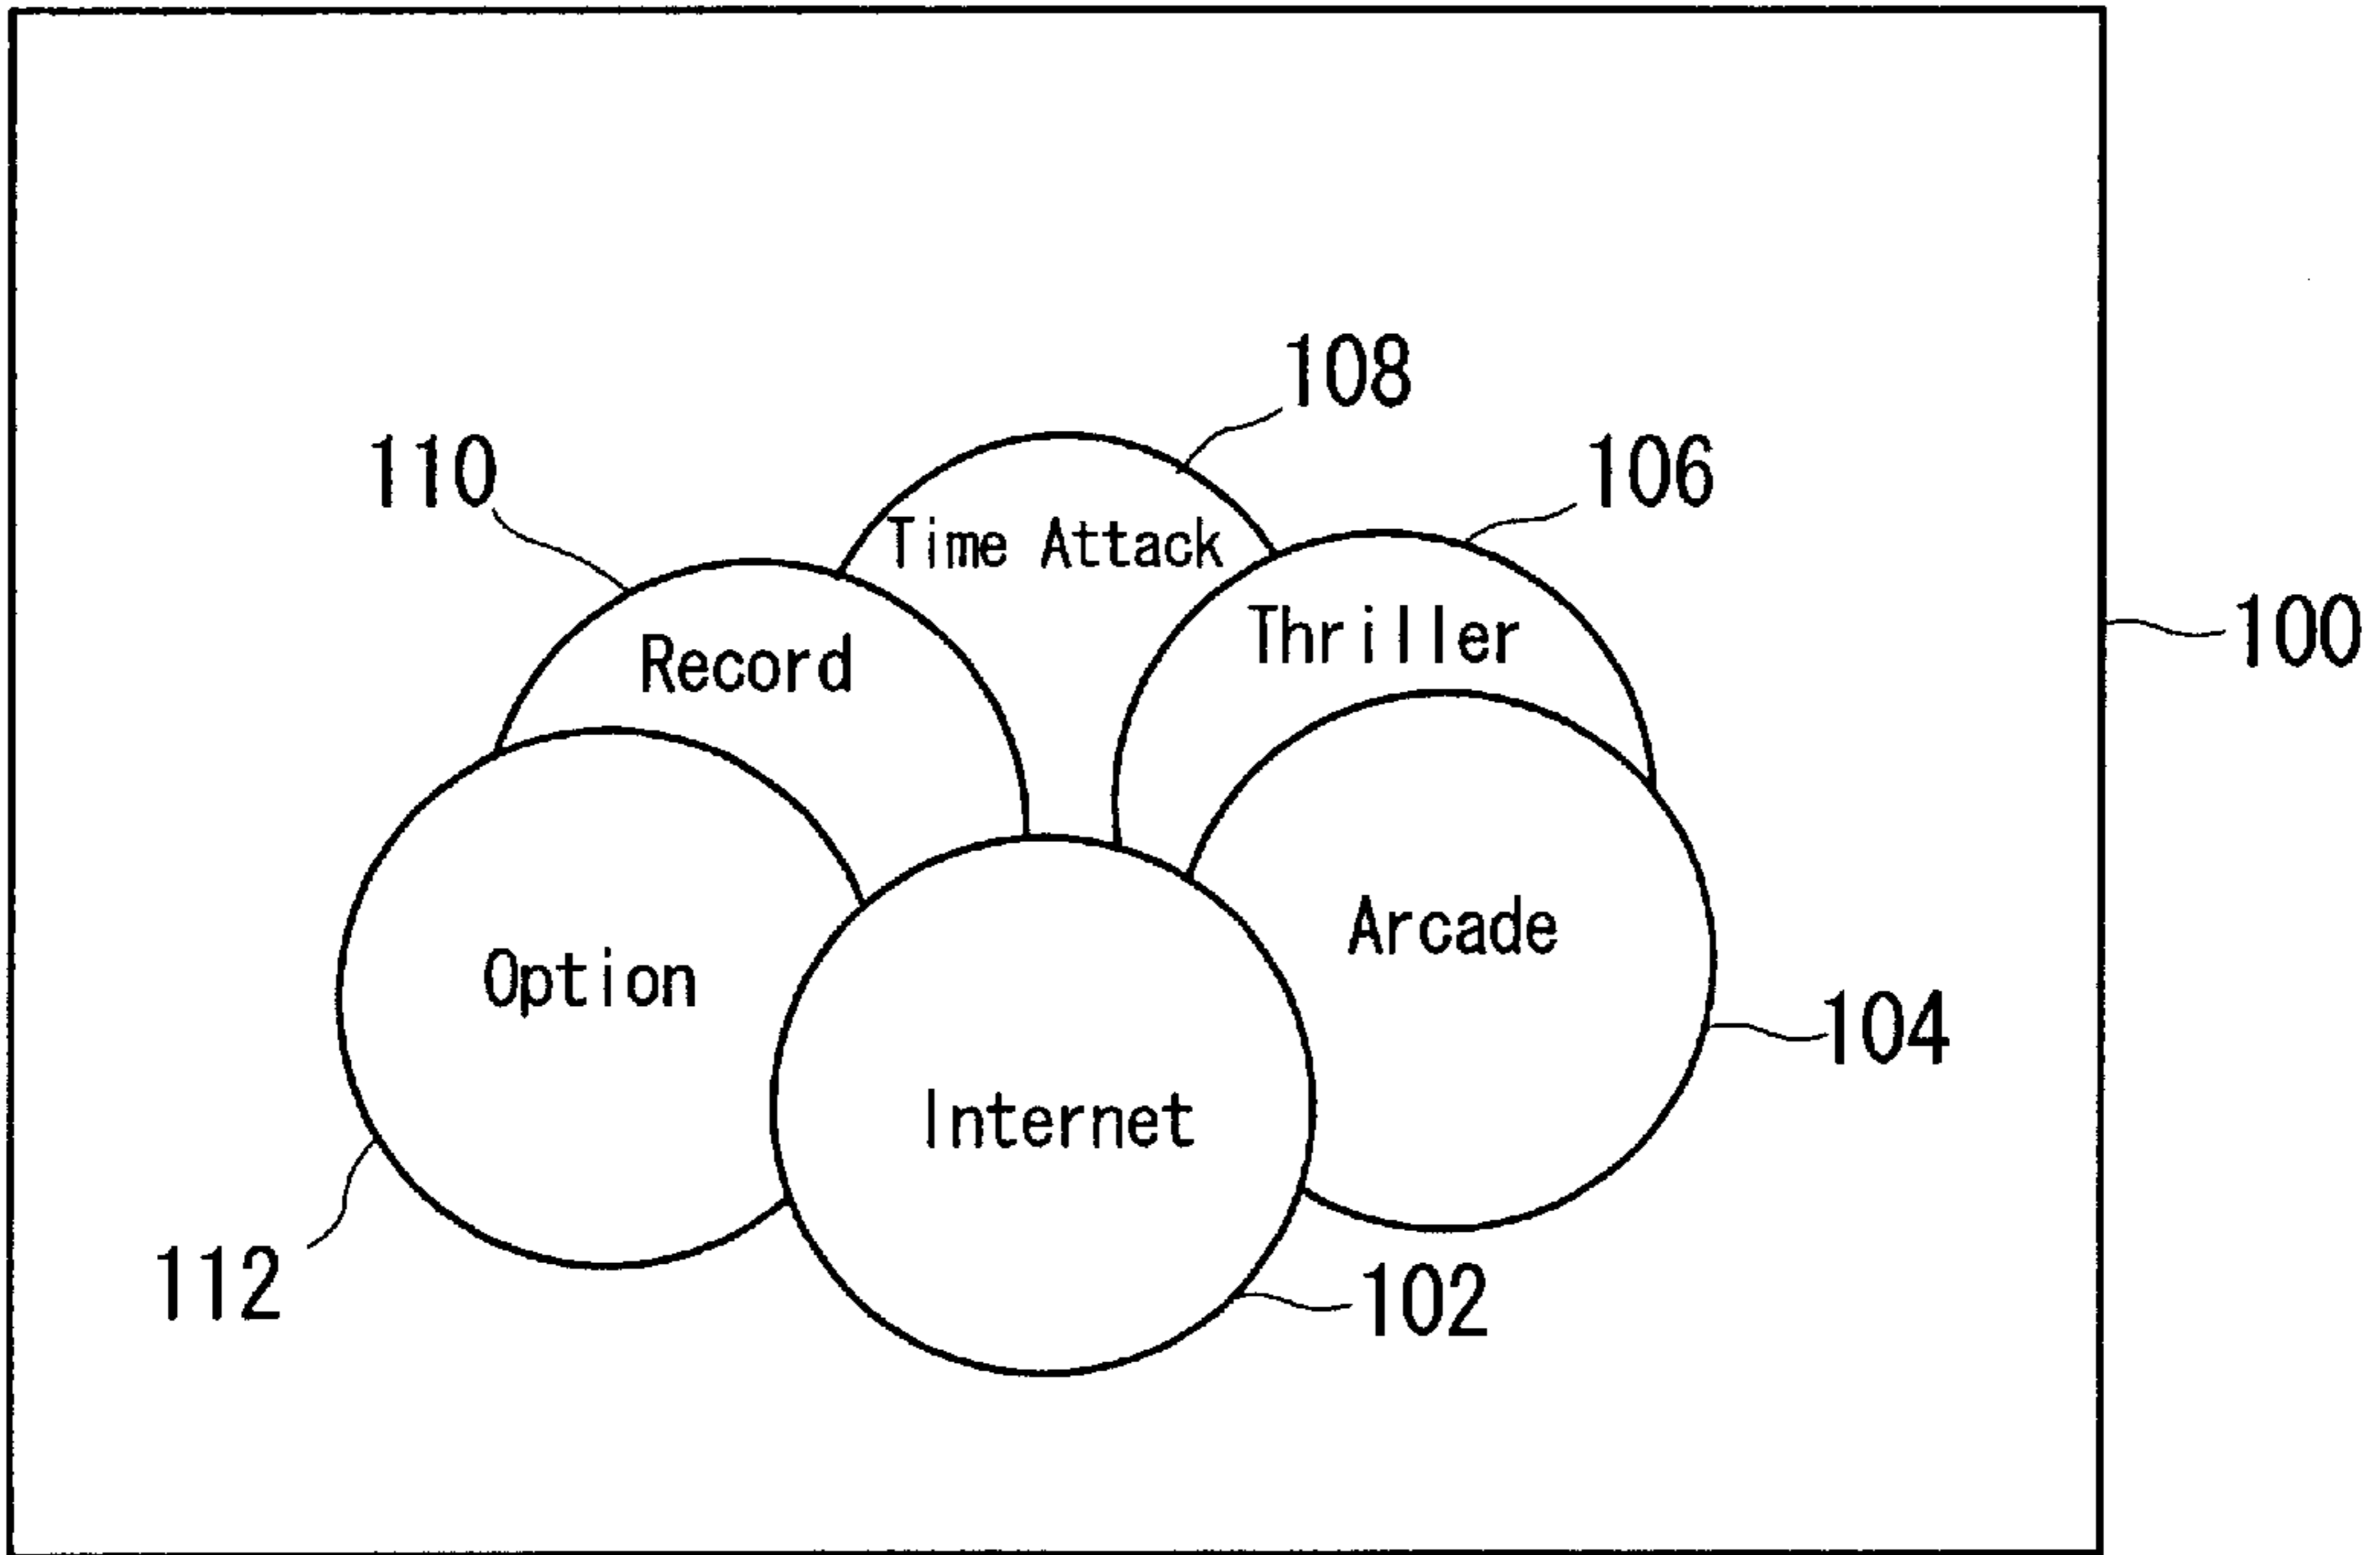 108
110
106
Time Attack
Thriller
100
Record
Arcade
Option
104
Internet
112
102